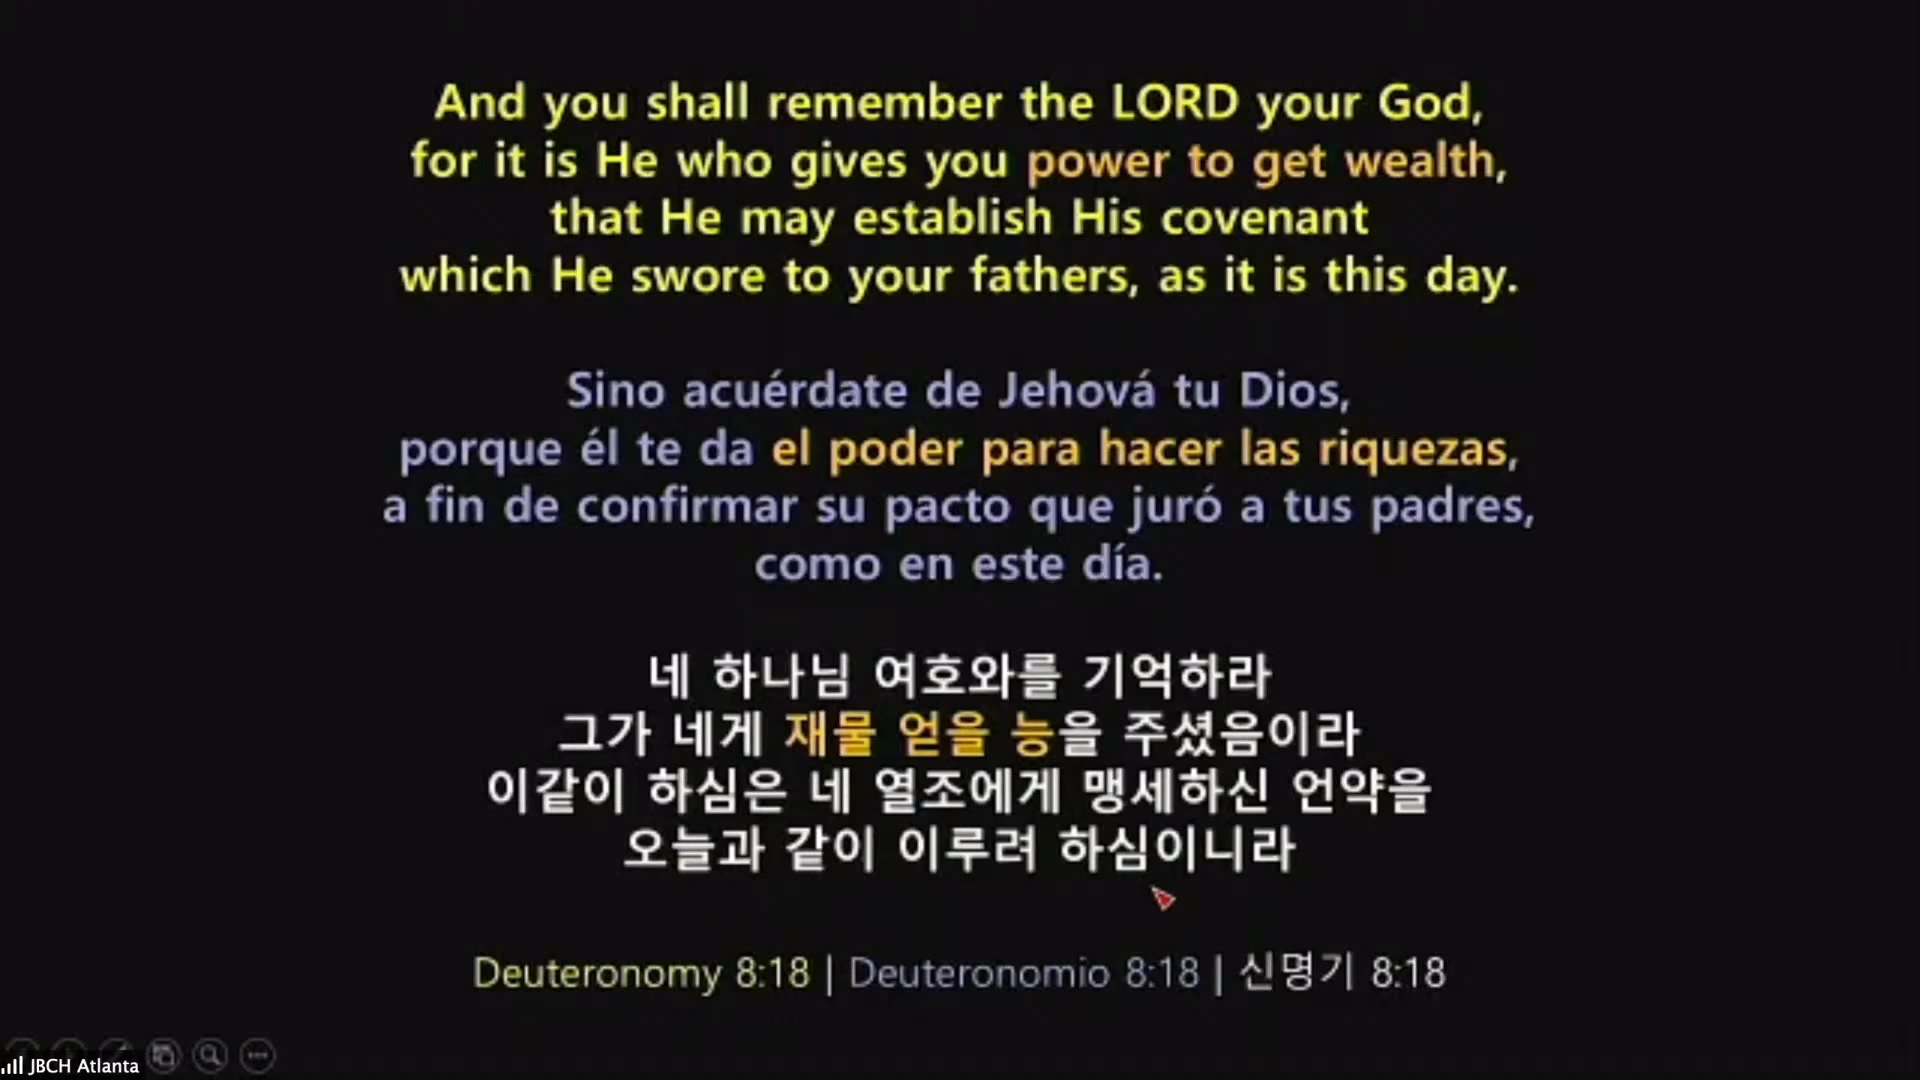 And you shall remember the LORD your God,
for it is He who gives you power to get wealth,
that He may establish His covenant
which He swore to your fathers, as it is this day.
Sino acuérdate de Jehová tu Dios,
porque él te da el poder para hacer las riquezas,
a fin de confirmar su pacto que juró a tus padres,
como en este día.
네 하나님 여호와를 기억하라
그가 네게 재물 얻을 능을 주셨음이라
이같이 하심은 네 열조에게 맹세하신 언약을
오늘과 같이 이루려 하심이니라
Deuteronomy 8:18 | Deuteronomio 8:18 | 신명기 8:18
JBCH Atlanta